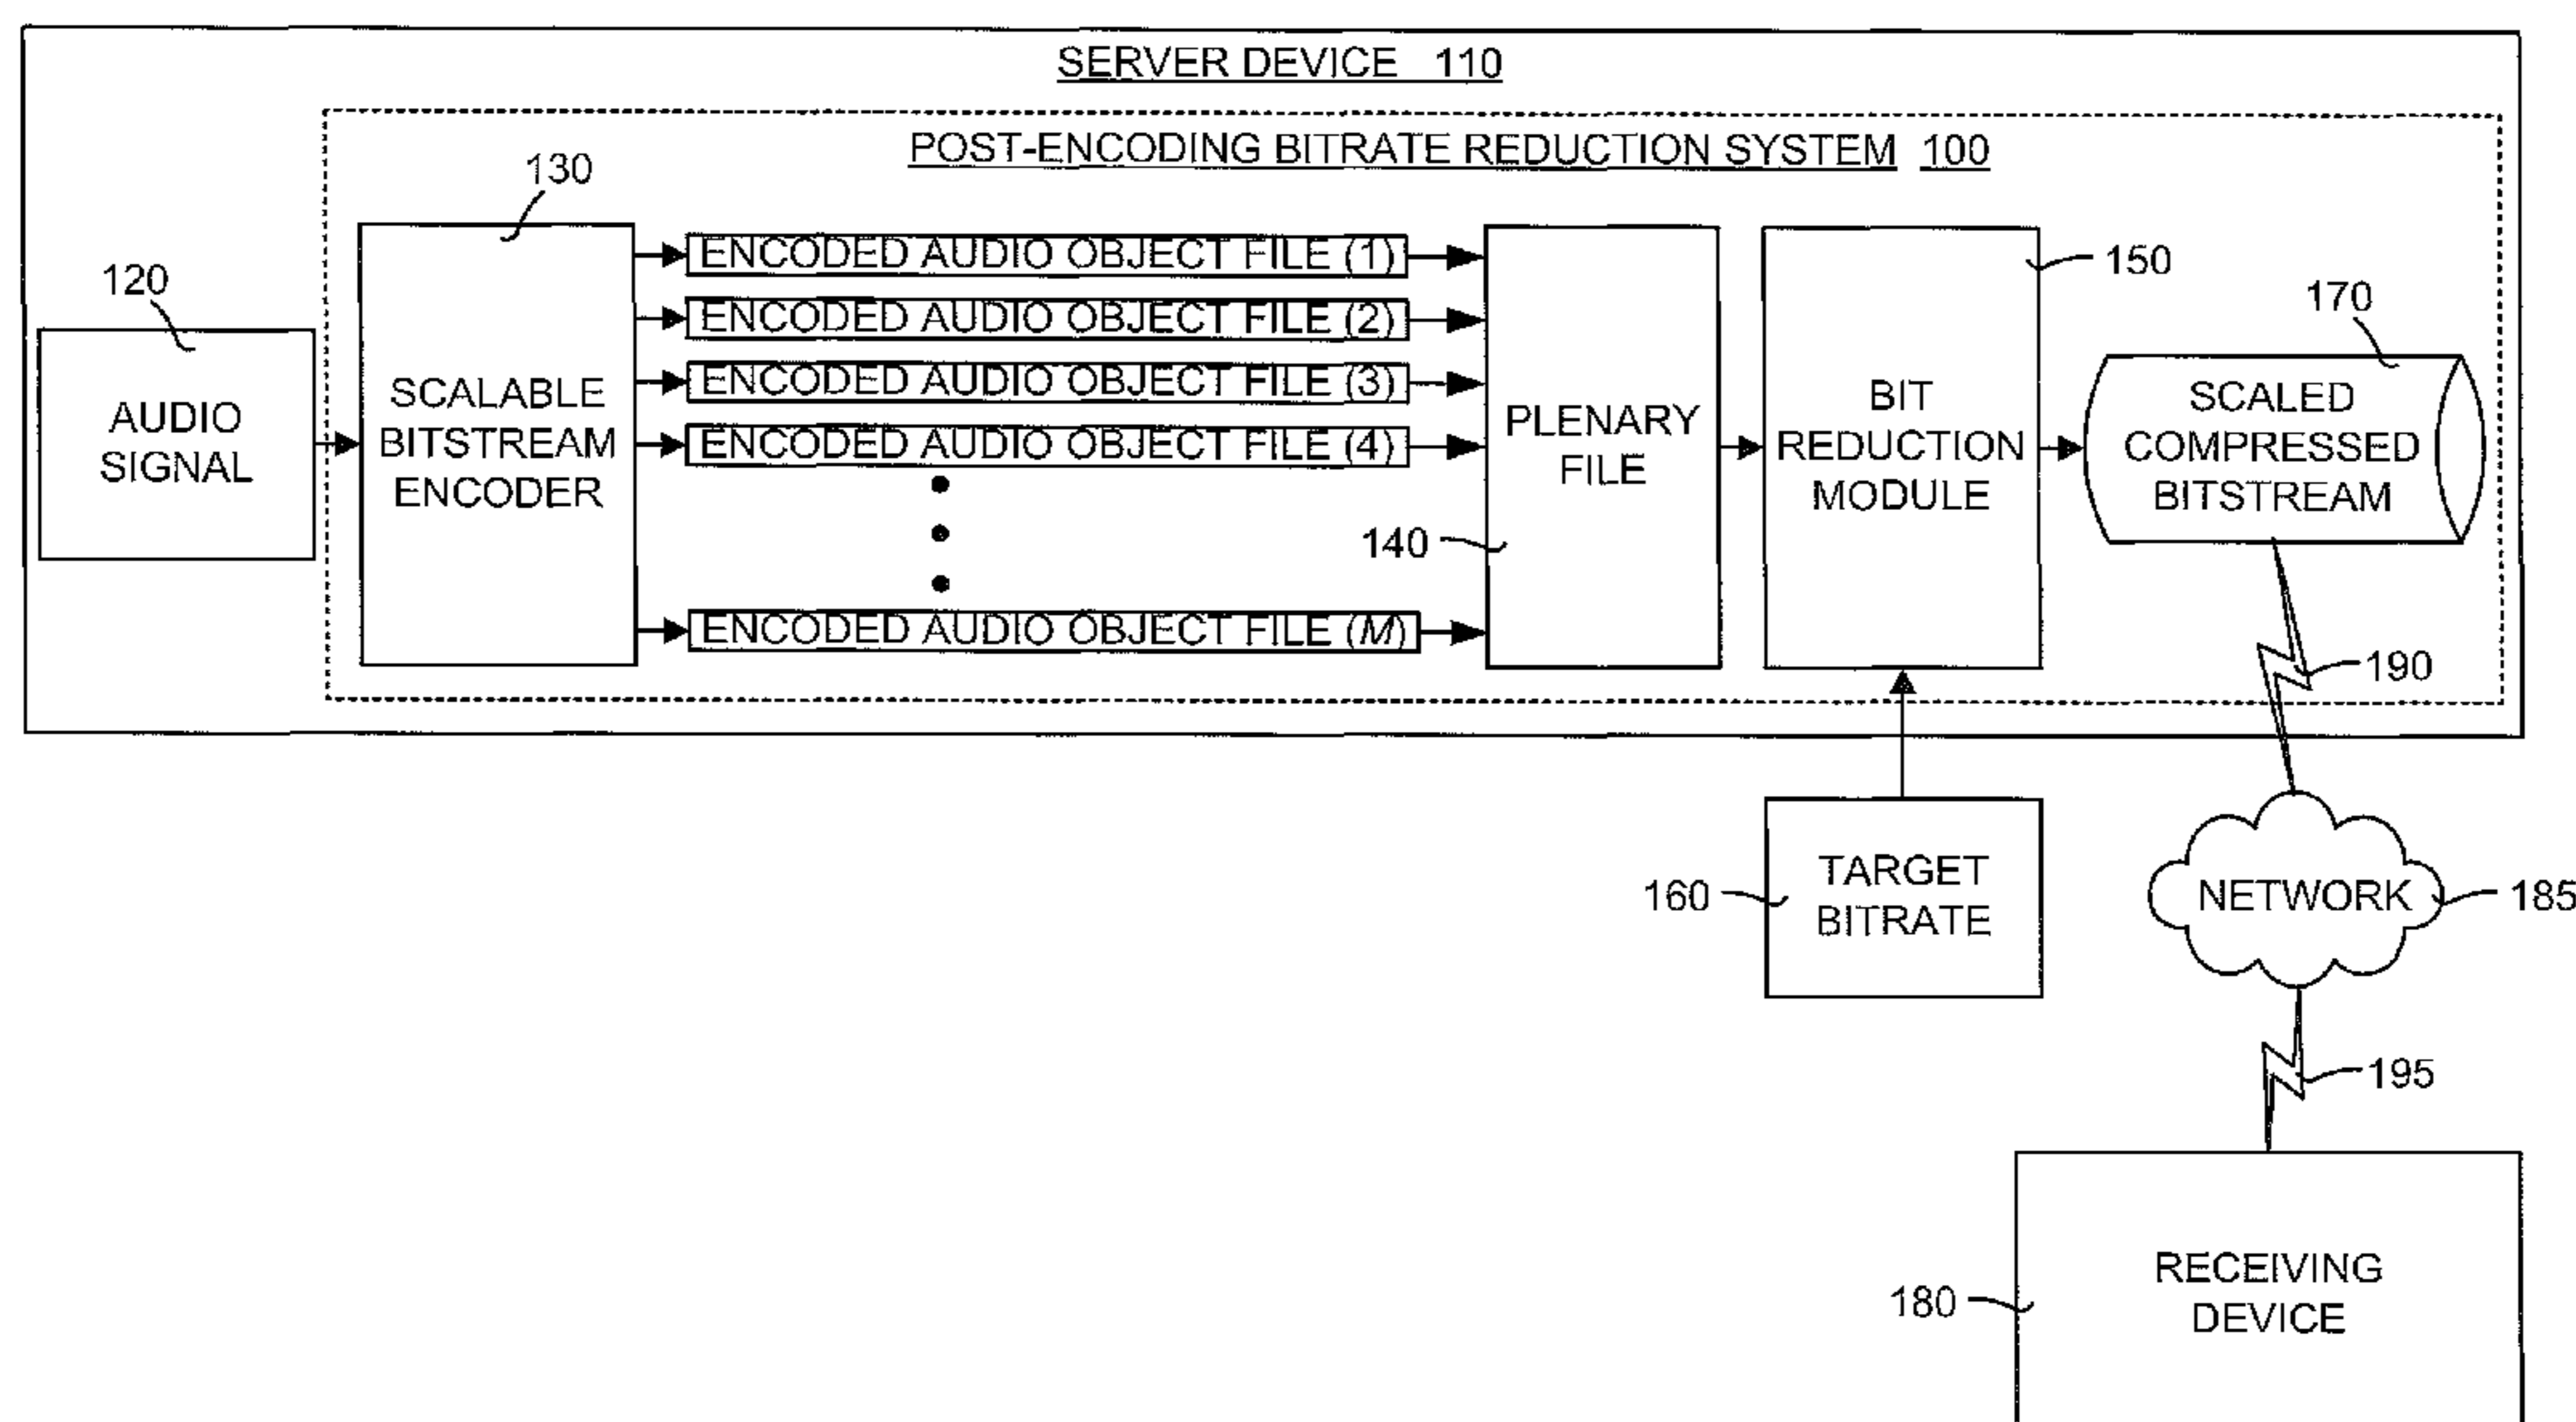 SERVER DEVICE 110
POST-ENCODING BITRATE REDUCTION SYSTEM 100
130
120
AUDIO
SIGNAL
SCALABLE
BITSTREAM
ENCODER
ENCODED AUDIO OBJECT FILE (1)
ENCODED AUDIO OBJECT FILE (2)
ENCODED AUDIO OBJECT FILE (3)
ENCODED AUDIO OBJECT FILE (4)
ENCODED AUDIO OBJECT FILE (M)
PLENARY
FILE
140
BIT
REDUCTION
MODULE
150
170
SCALED
COMPRESSED
BITSTREAM
190
TARGET
BITRATE
160
NETWORK
185
195
RECEIVING
DEVICE
180